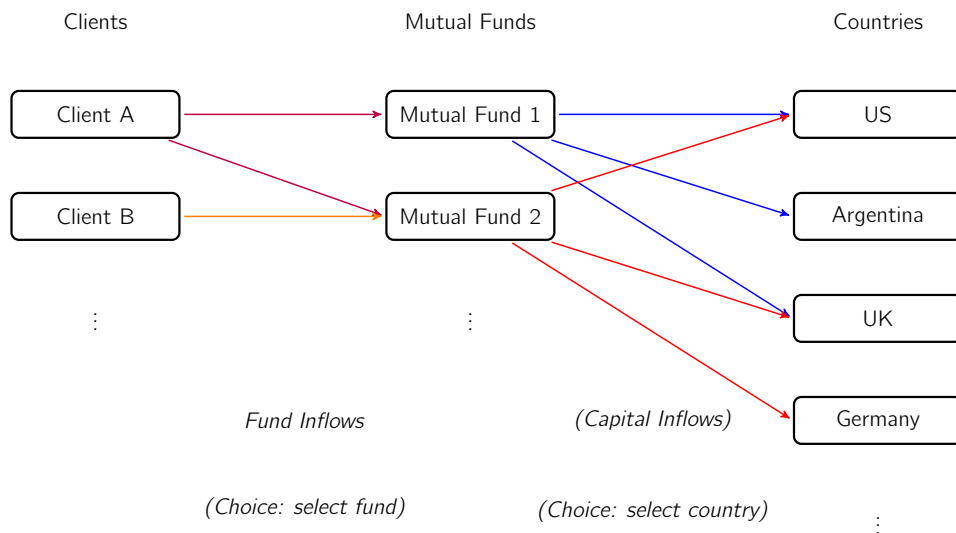 Clients
Mutual Funds
Countries
Client A
Mutual Fund 1
US
Client B
Mutual Fund 2
Argentina
⋮
⋮
UK
Fund Inflows
(Capital Inflows)
Germany
(Choice: select fund)
(Choice: select country)
⋮